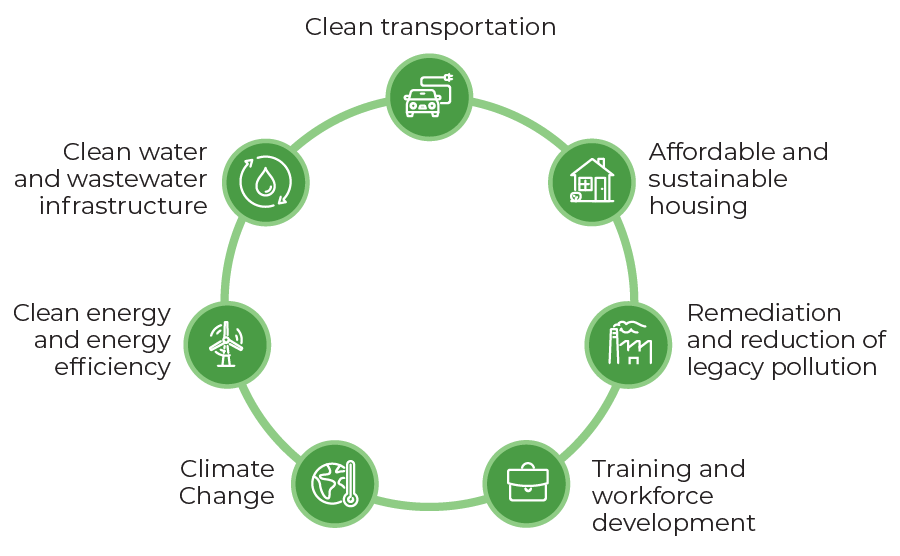 Clean transportation
Affordable and
sustainable
housing
Remediation
and reduction of
legacy pollution
Training and
workforce
development
Climate
Change
Clean energy
and energy
efficiency
Clean water
and wastewater
infrastructure